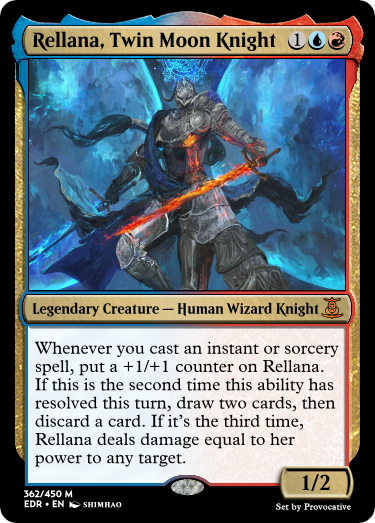 Rellana, Twin Moon Knight 1
Legendary Creature — Human Wizard Knight
Whenever you cast an instant or sorcery
spell, put a +1/+1 counter on Rellana.
If this is the second time this ability has
resolved this turn, draw two cards, then
discard a card. If it's the third time,
Rellana deals damage equal to her
power to any target.
1/2
362/450 M
EDR • EN SHIMHAO
Set by Provocative